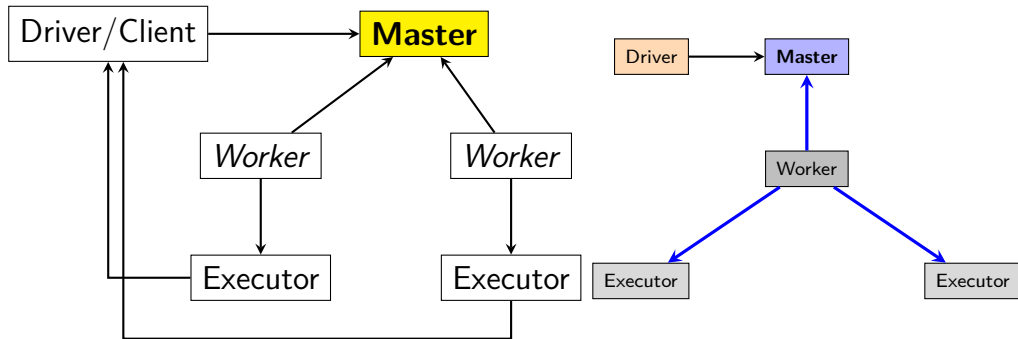 Driver/Client
Master
Worker
Worker
Executor
Executor
Driver
Master
Worker
Executor
Executor